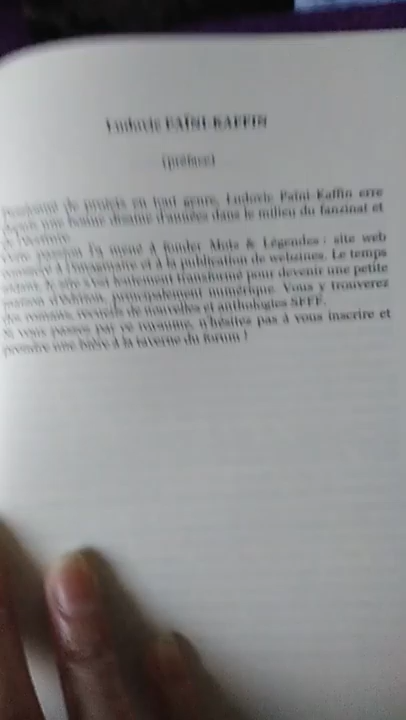 Ludovic PAÏNI KAFFIN
(préface)
de projets en tout genre, Ludovic Païni Kaffin erre
depuis une bonne dizaine d'années dans le milieu du fanzinat et
de l'écriture.
Cette passion l'a mené à fonder Mots & Légendes : site web
consacré à l'imaginaire et à la publication de webzines. Le temps
aidant, le site s'est lentement transformé pour devenir une petite
maison d'édition, principalement numérique. Vous y trouverez
des romans, recueils de nouvelles et anthologies SFFF.
Si vous passez par ce royaume, n'hésitez pas à vous inscrire et
prendre une bière à la taverne du forum !